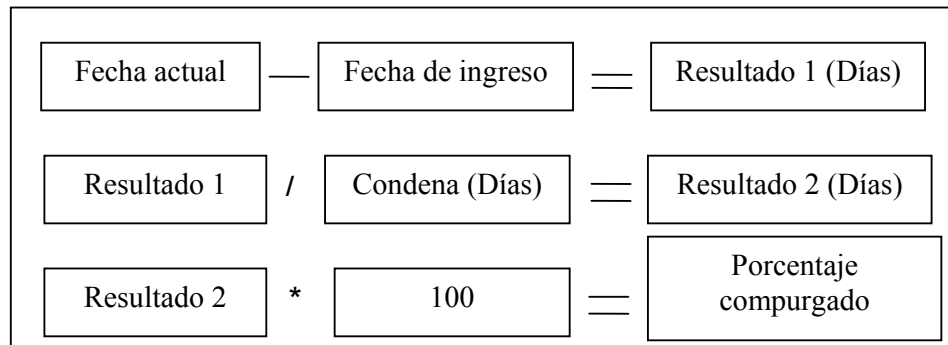 Fecha actual — Fecha de ingreso = Resultado 1 (Días)
Resultado 1 / Condena (Días) = Resultado 2 (Días)
Resultado 2 * 100 = Porcentaje
compurgado